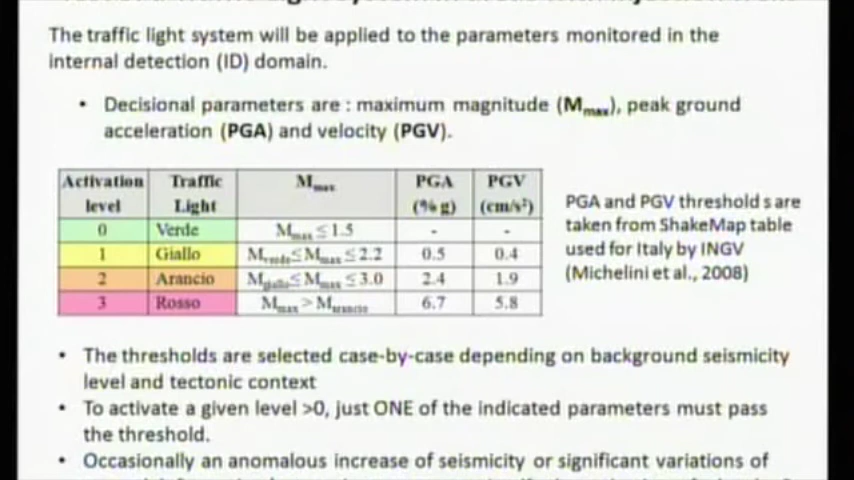 The traffic light system will be applied to the parameters monitored in the
internal detection (ID) domain.
• Decisional parameters are : maximum magnitude (Mmax), peak ground
acceleration (PGA) and velocity (PGV).
Activation level Traffic Light Mmax PGA (% g) PGV (cm/s²)
0 Verde Mmax ≤ 1.5 - -
1 Giallo Mverde ≤ Mmax ≤ 2.2 0.5 0.4
2 Arancio Mgiallo ≤ Mmax ≤ 3.0 2.4 1.9
3 Rosso Mmax > Marancio 6.7 5.8
PGA and PGV threshold s are
taken from ShakeMap table
used for Italy by INGV
(Michelini et al., 2008)
• The thresholds are selected case-by-case depending on background seismicity
level and tectonic context
• To activate a given level >0, just ONE of the indicated parameters must pass
the threshold.
• Occasionally an anomalous increase of seismicity or significant variations of